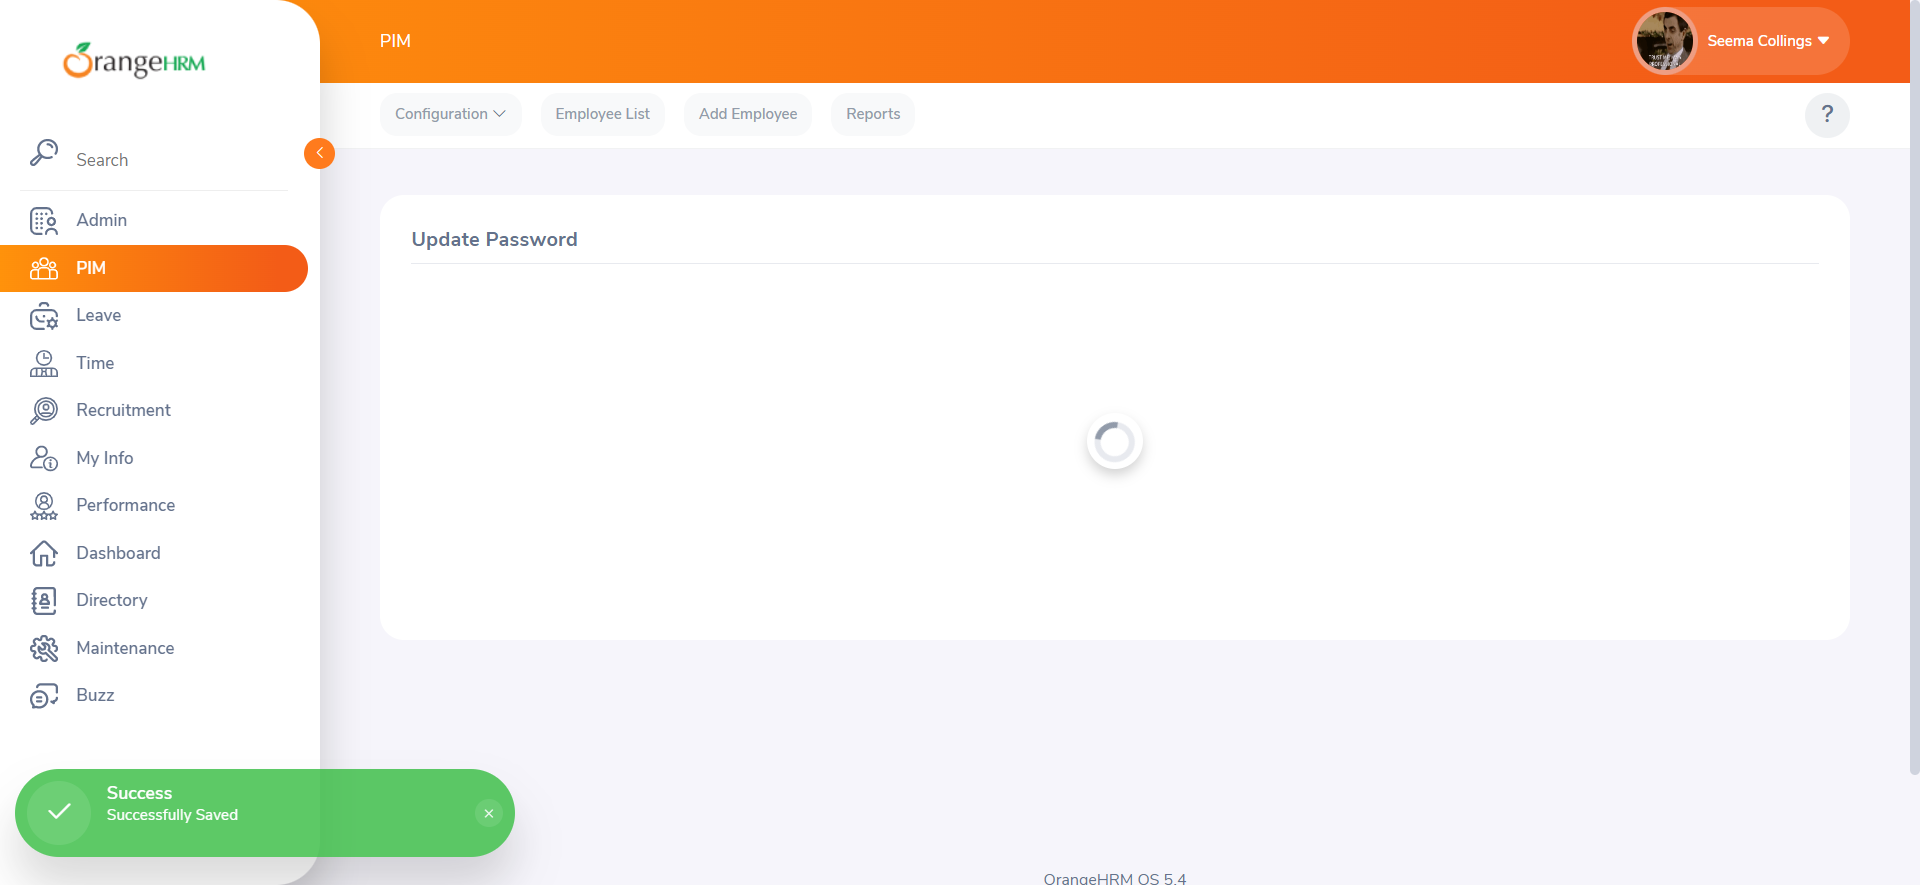 OrangeHRM
PIM
Seema Collings
Configuration
Employee List
Add Employee
Reports
?
Search
Admin
PIM
Leave
Time
Recruitment
My Info
Performance
Dashboard
Directory
Maintenance
Buzz
Update Password
Success
Successfully Saved
OrangeHRM OS 5.4